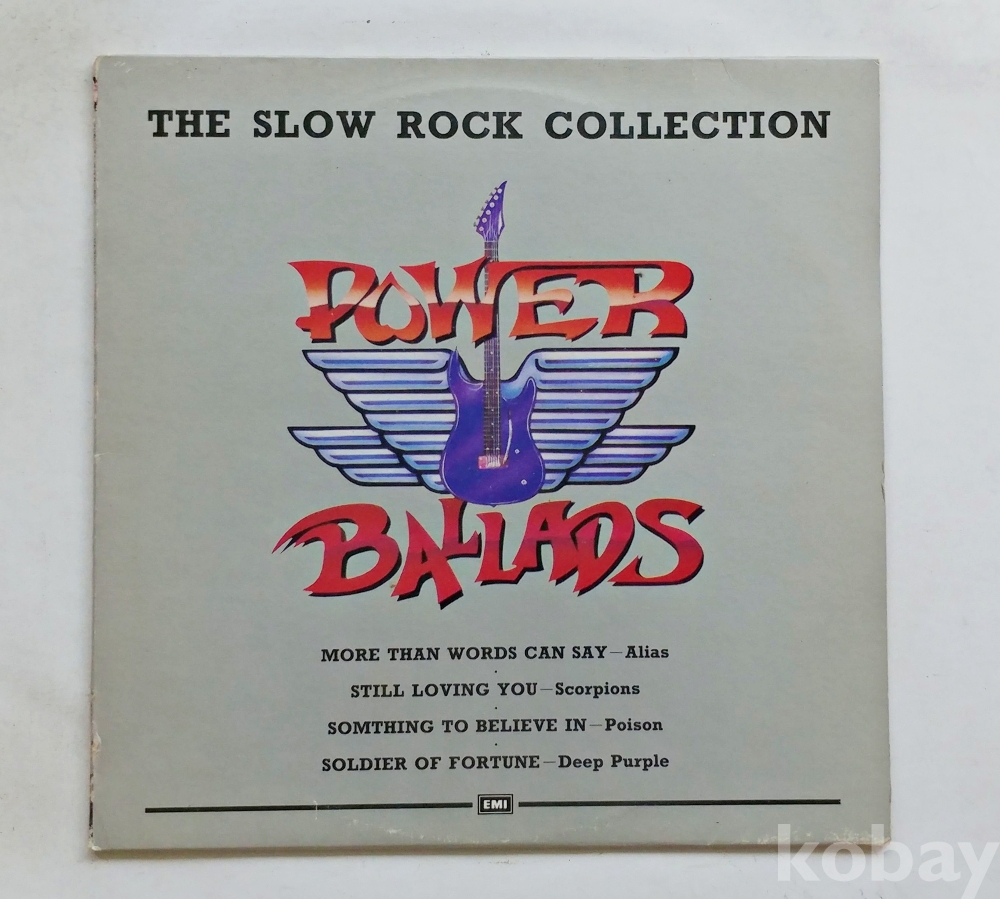 THE SLOW ROCK COLLECTION
POWER
BALLADS
MORE THAN WORDS CAN SAY—Alias
STILL LOVING YOU—Scorpions
SOMTHING TO BELIEVE IN—Poison
SOLDIER OF FORTUNE—Deep Purple
EMI
kobay